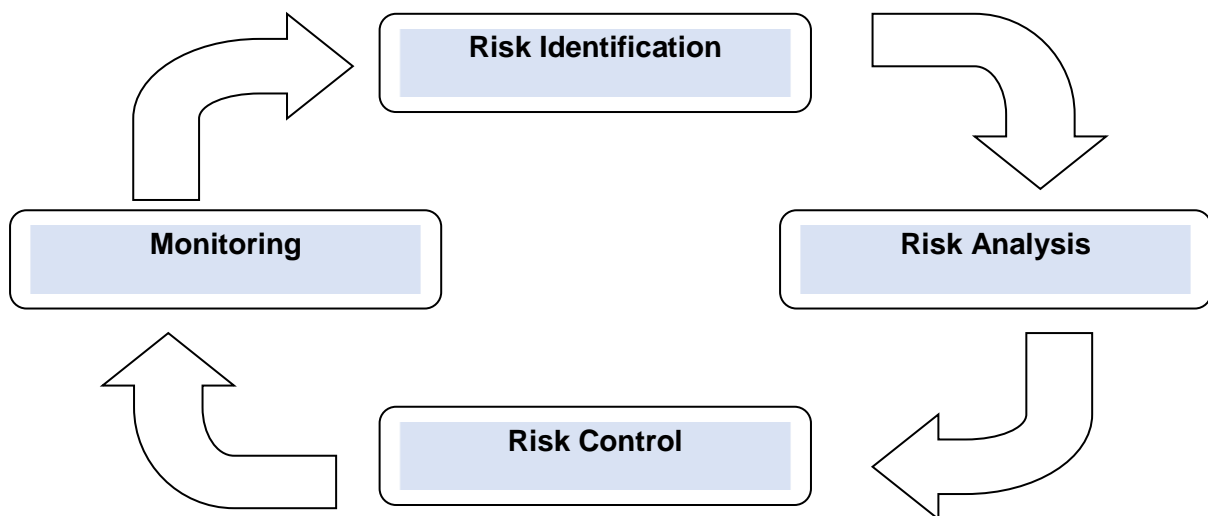 Risk Identification
Monitoring
Risk Analysis
Risk Control